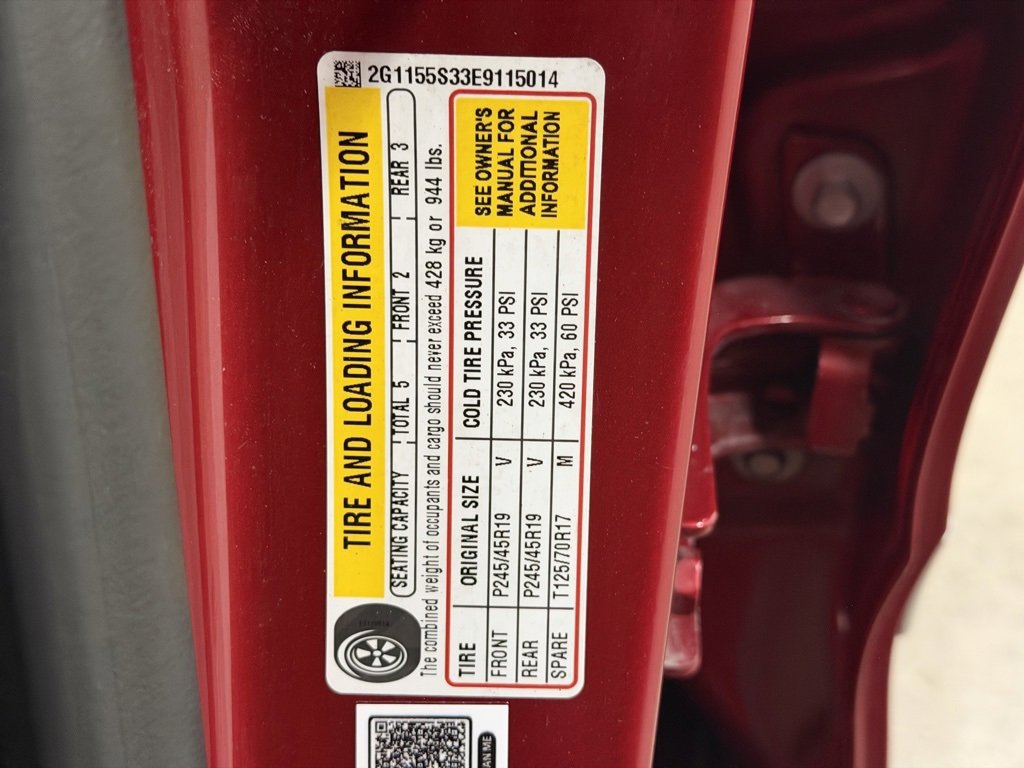 2G1155S33E9115014
TIRE AND LOADING INFORMATION
SEATING CAPACITY TOTAL 5 FRONT 2 REAR 3
The combined weight of occupants and cargo should never exceed 428 kg or 944 lbs.
TIRE ORIGINAL SIZE COLD TIRE PRESSURE
FRONT P245/45R19 V 230 kPa, 33 PSI
REAR P245/45R19 V 230 kPa, 33 PSI
SPARE T125/70R17 M 420 kPa, 60 PSI
SEE OWNER'S
MANUAL FOR
ADDITIONAL
INFORMATION
ME